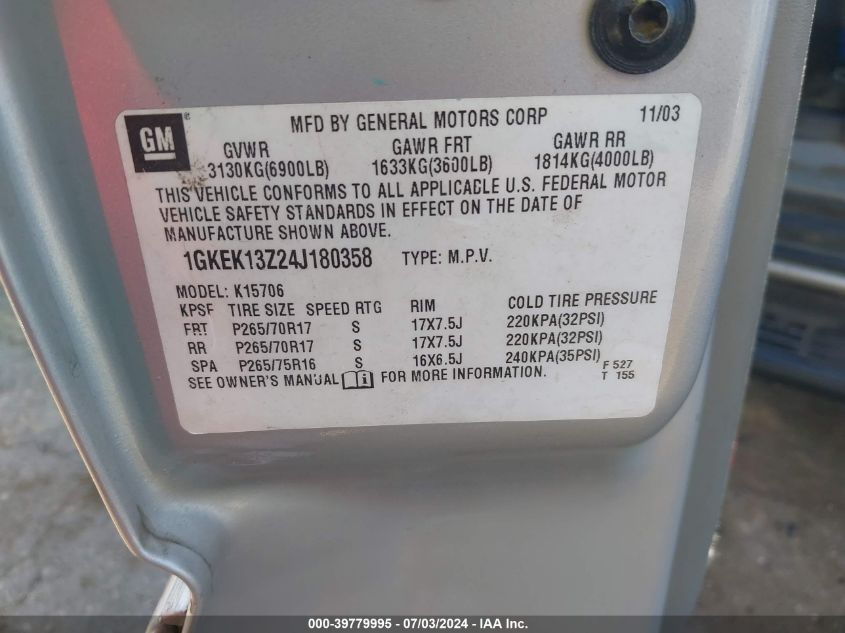 GM
MFD BY GENERAL MOTORS CORP 11/03
GVWR GAWR FRT GAWR RR
3130KG(6900LB) 1633KG(3600LB) 1814KG(4000LB)
THIS VEHICLE CONFORMS TO ALL APPLICABLE U.S. FEDERAL MOTOR
VEHICLE SAFETY STANDARDS IN EFFECT ON THE DATE OF
MANUFACTURE SHOWN ABOVE.
1GKEK13Z24J180358 TYPE: M.P.V.
MODEL: K15706
KPSF TIRE SIZE SPEED RTG RIM COLD TIRE PRESSURE
FRT P265/70R17 S 17X7.5J 220KPA(32PSI)
RR P265/70R17 S 17X7.5J 220KPA(32PSI)
SPA P265/75R16 S 16X6.5J 240KPA(35PSI)
SEE OWNER'S MANUAL FOR MORE INFORMATION.
F 527
T 155
000-39779995 - 07/03/2024 - IAA Inc.